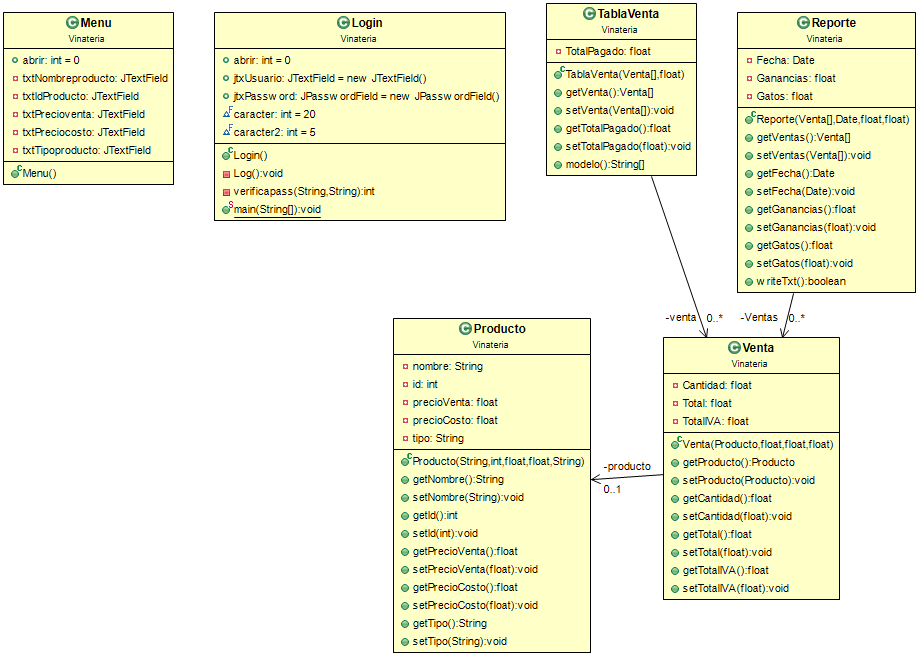 Menu
Vinateria
abrir: int = 0
txtNombreproducto: JTextField
txtIdProducto: JTextField
txtPrecioventa: JTextField
txtPreciocosto: JTextField
txtTipoproducto: JTextField
Menu()
Login
Vinateria
abrir: int = 0
jtxUsuario: JTextField = new JTextField()
jtxPassword: JPasswordField = new JPasswordField()
caracter: int = 20
caracter2: int = 5
Login()
Log():void
verificapass(String,String):int
main(String[]):void
TablaVenta
Vinateria
TotalPagado: float
TablaVenta(Venta[],float)
getVenta():Venta[]
setVenta(Venta[]):void
getTotalPagado():float
setTotalPagado(float):void
modelo():String[]
Reporte
Vinateria
Fecha: Date
Ganancias: float
Gatos: float
Reporte(Venta[],Date,float,float)
getVentas():Venta[]
setVentas(Venta[]):void
getFecha():Date
setFecha(Date):void
getGanancias():float
setGanancias(float):void
getGatos():float
setGatos(float):void
writeTxt():boolean
-venta 0..*
-Ventas 0..*
Producto
Vinateria
nombre: String
id: int
precioVenta: float
precioCosto: float
tipo: String
Producto(String,int,float,float,String)
getNombre():String
setNombre(String):void
getId():int
setId(int):void
getPrecioVenta():float
setPrecioVenta(float):void
getPrecioCosto():float
setPrecioCosto(float):void
getTipo():String
setTipo(String):void
-producto
0..1
Venta
Vinateria
Cantidad: float
Total: float
TotalIVA: float
Venta(Producto,float,float,float)
getProducto():Producto
setProducto(Producto):void
getCantidad():float
setCantidad(float):void
getTotal():float
setTotal(float):void
getTotalIVA():float
setTotalIVA(float):void